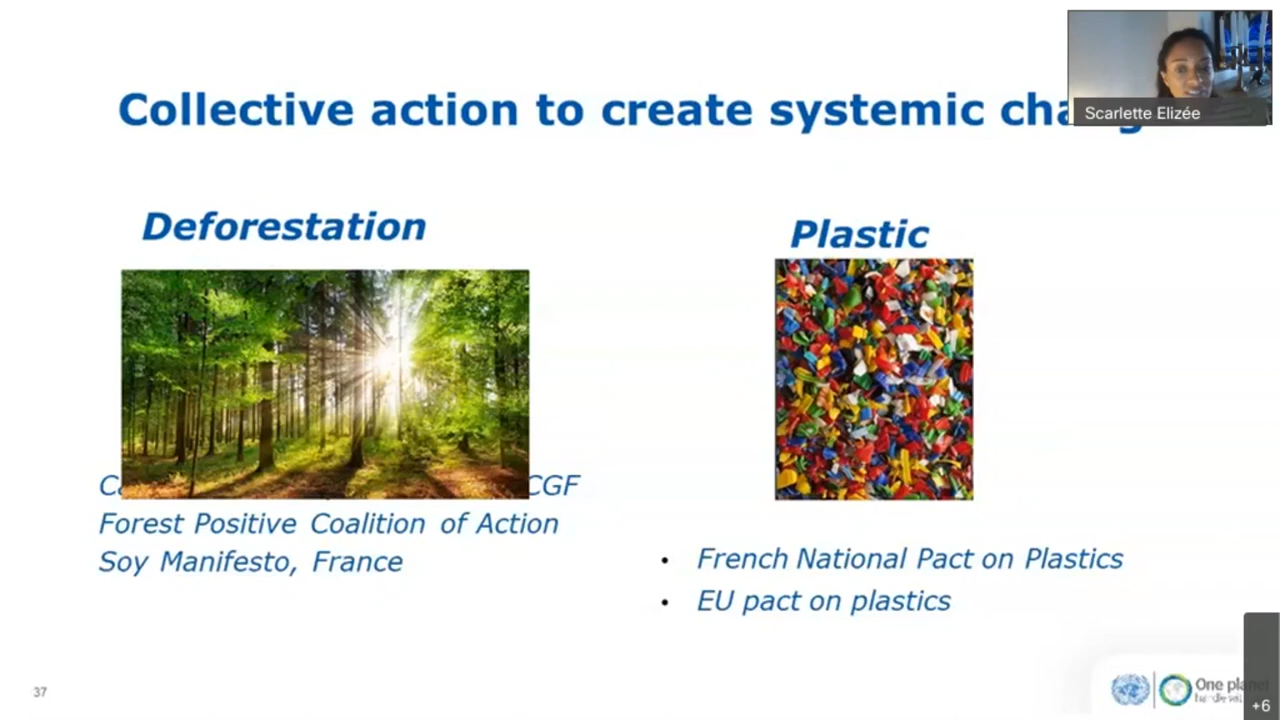 Scarlette Elizée
Collective action to create systemic
Deforestation
Plastic
CGF
Forest Positive Coalition of Action
Soy Manifesto, France
• French National Pact on Plastics
• EU pact on plastics
37
One planet
+6